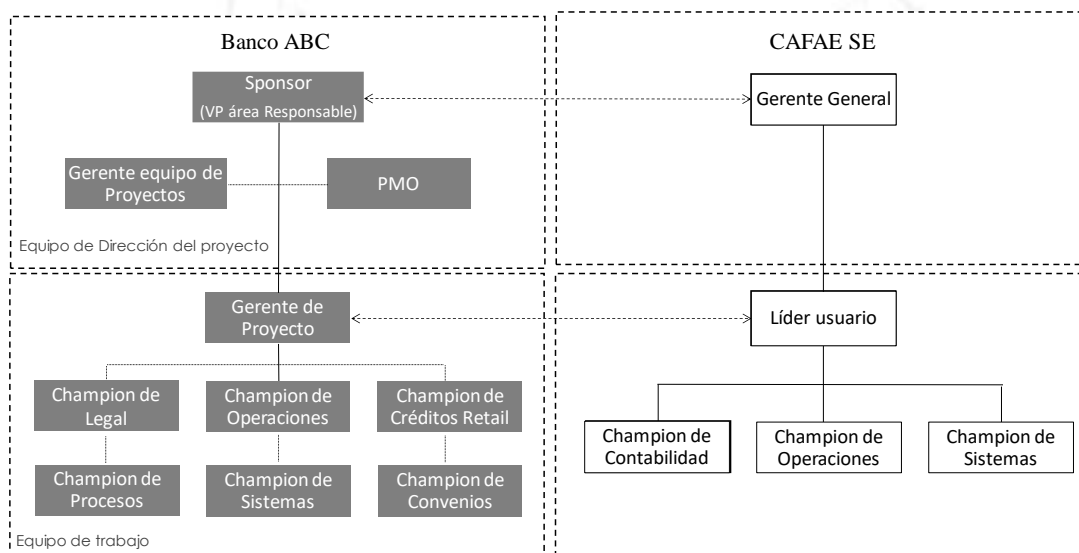 Banco ABC
CAFAE SE
Sponsor
(VP área Responsable)
Gerente General
Gerente equipo de
Proyectos
PMO
Equipo de Dirección del proyecto
Gerente de
Proyecto
Líder usuario
Champion de
Legal
Champion de
Operaciones
Champion de
Créditos Retail
Champion de
Contabilidad
Champion de
Operaciones
Champion de
Sistemas
Champion de
Procesos
Champion de
Sistemas
Champion de
Convenios
Equipo de trabajo